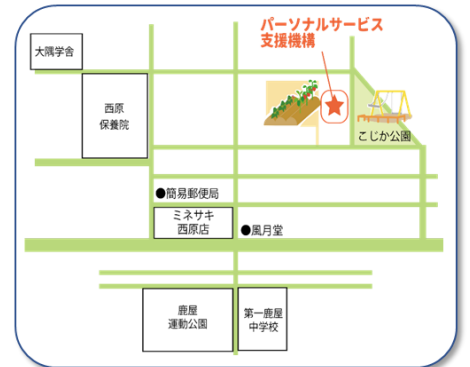 パーソナルサービス
支援機構
大隅学舎
西原
保養院
こじか公園
●簡易郵便局
ミネサキ
西原店
●風月堂
鹿屋
運動公園
第一鹿屋
中学校